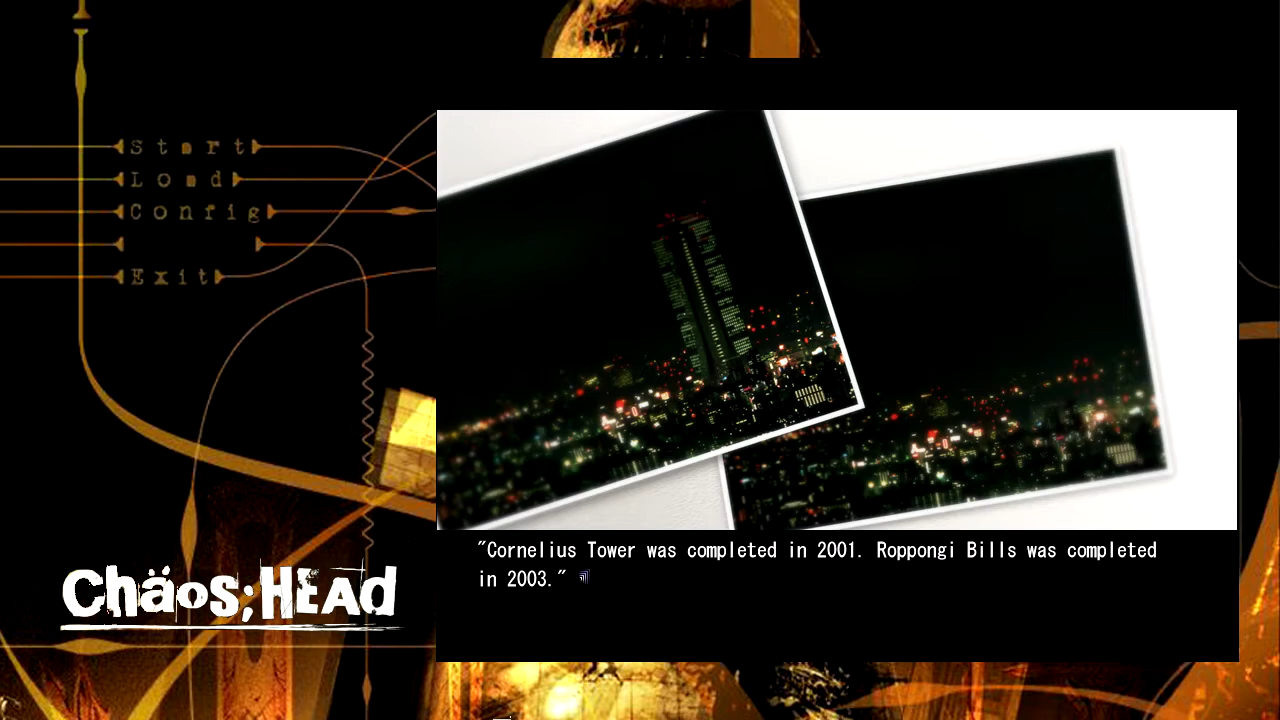 Start
Load
Config
Exit
Chäos;HEAd
"Cornelius Tower was completed in 2001. Roppongi Bills was completed
in 2003."